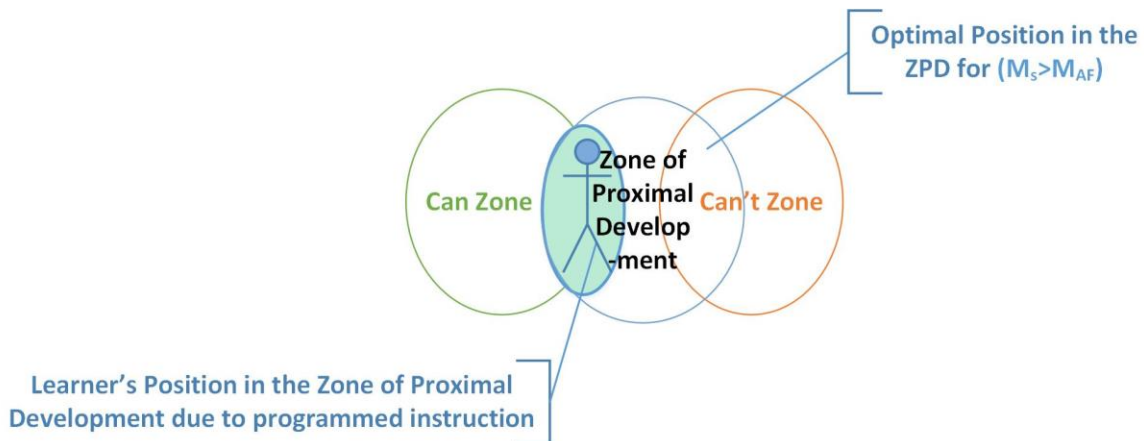 Optimal Position in the
ZPD for (Ms>MAF)
Can Zone
Zone of
Proximal
Develop
-ment
Can't Zone
Learner's Position in the Zone of Proximal
Development due to programmed instruction